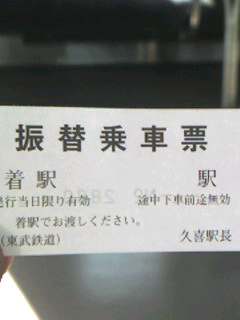 振替乗車票
着駅 駅
発行当日限り有効 途中下車前途無効
着駅でお渡しください。
(東武鉄道) 久喜駅長